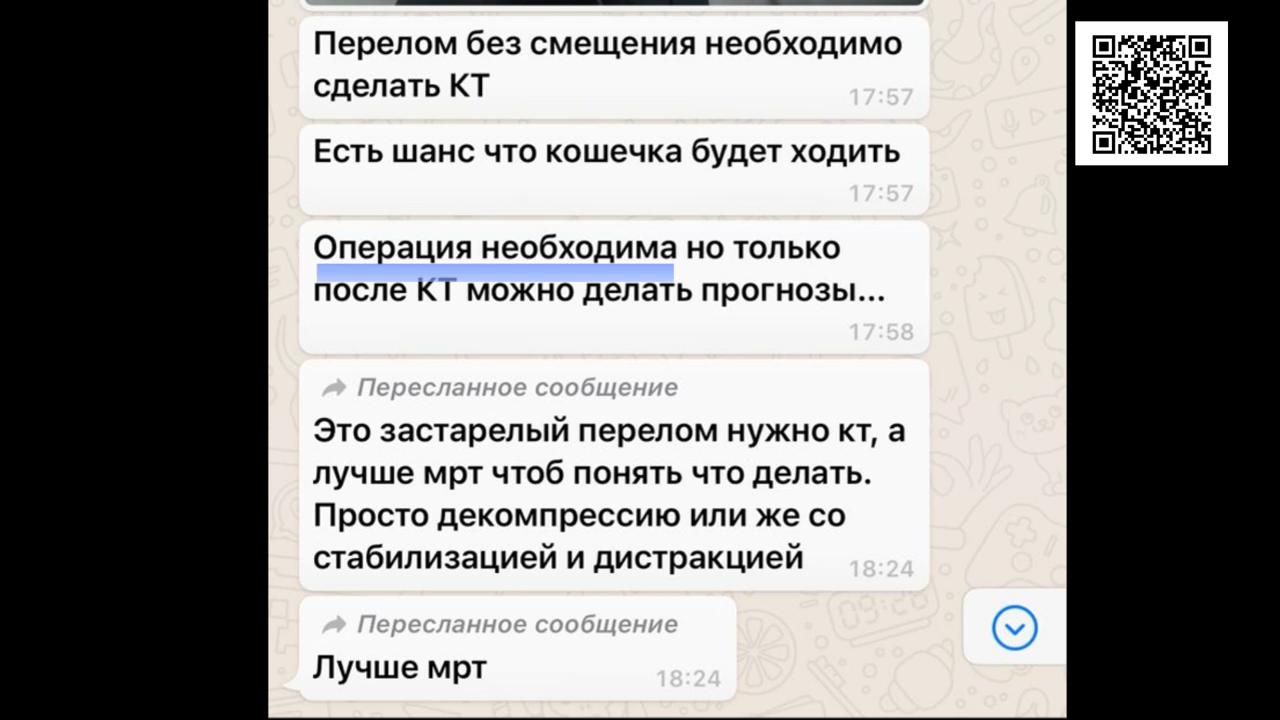 Перелом без смещения необходимо
сделать КТ
17:57
Есть шанс что кошечка будет ходить
17:57
Операция необходима но только
после КТ можно делать прогнозы...
17:58
Пересланное сообщение
Это застарелый перелом нужно кт, а
лучше мрт чтоб понять что делать.
Просто декомпрессию или же со
стабилизацией и дистракцией
18:24
Пересланное сообщение
Лучше мрт
18:24